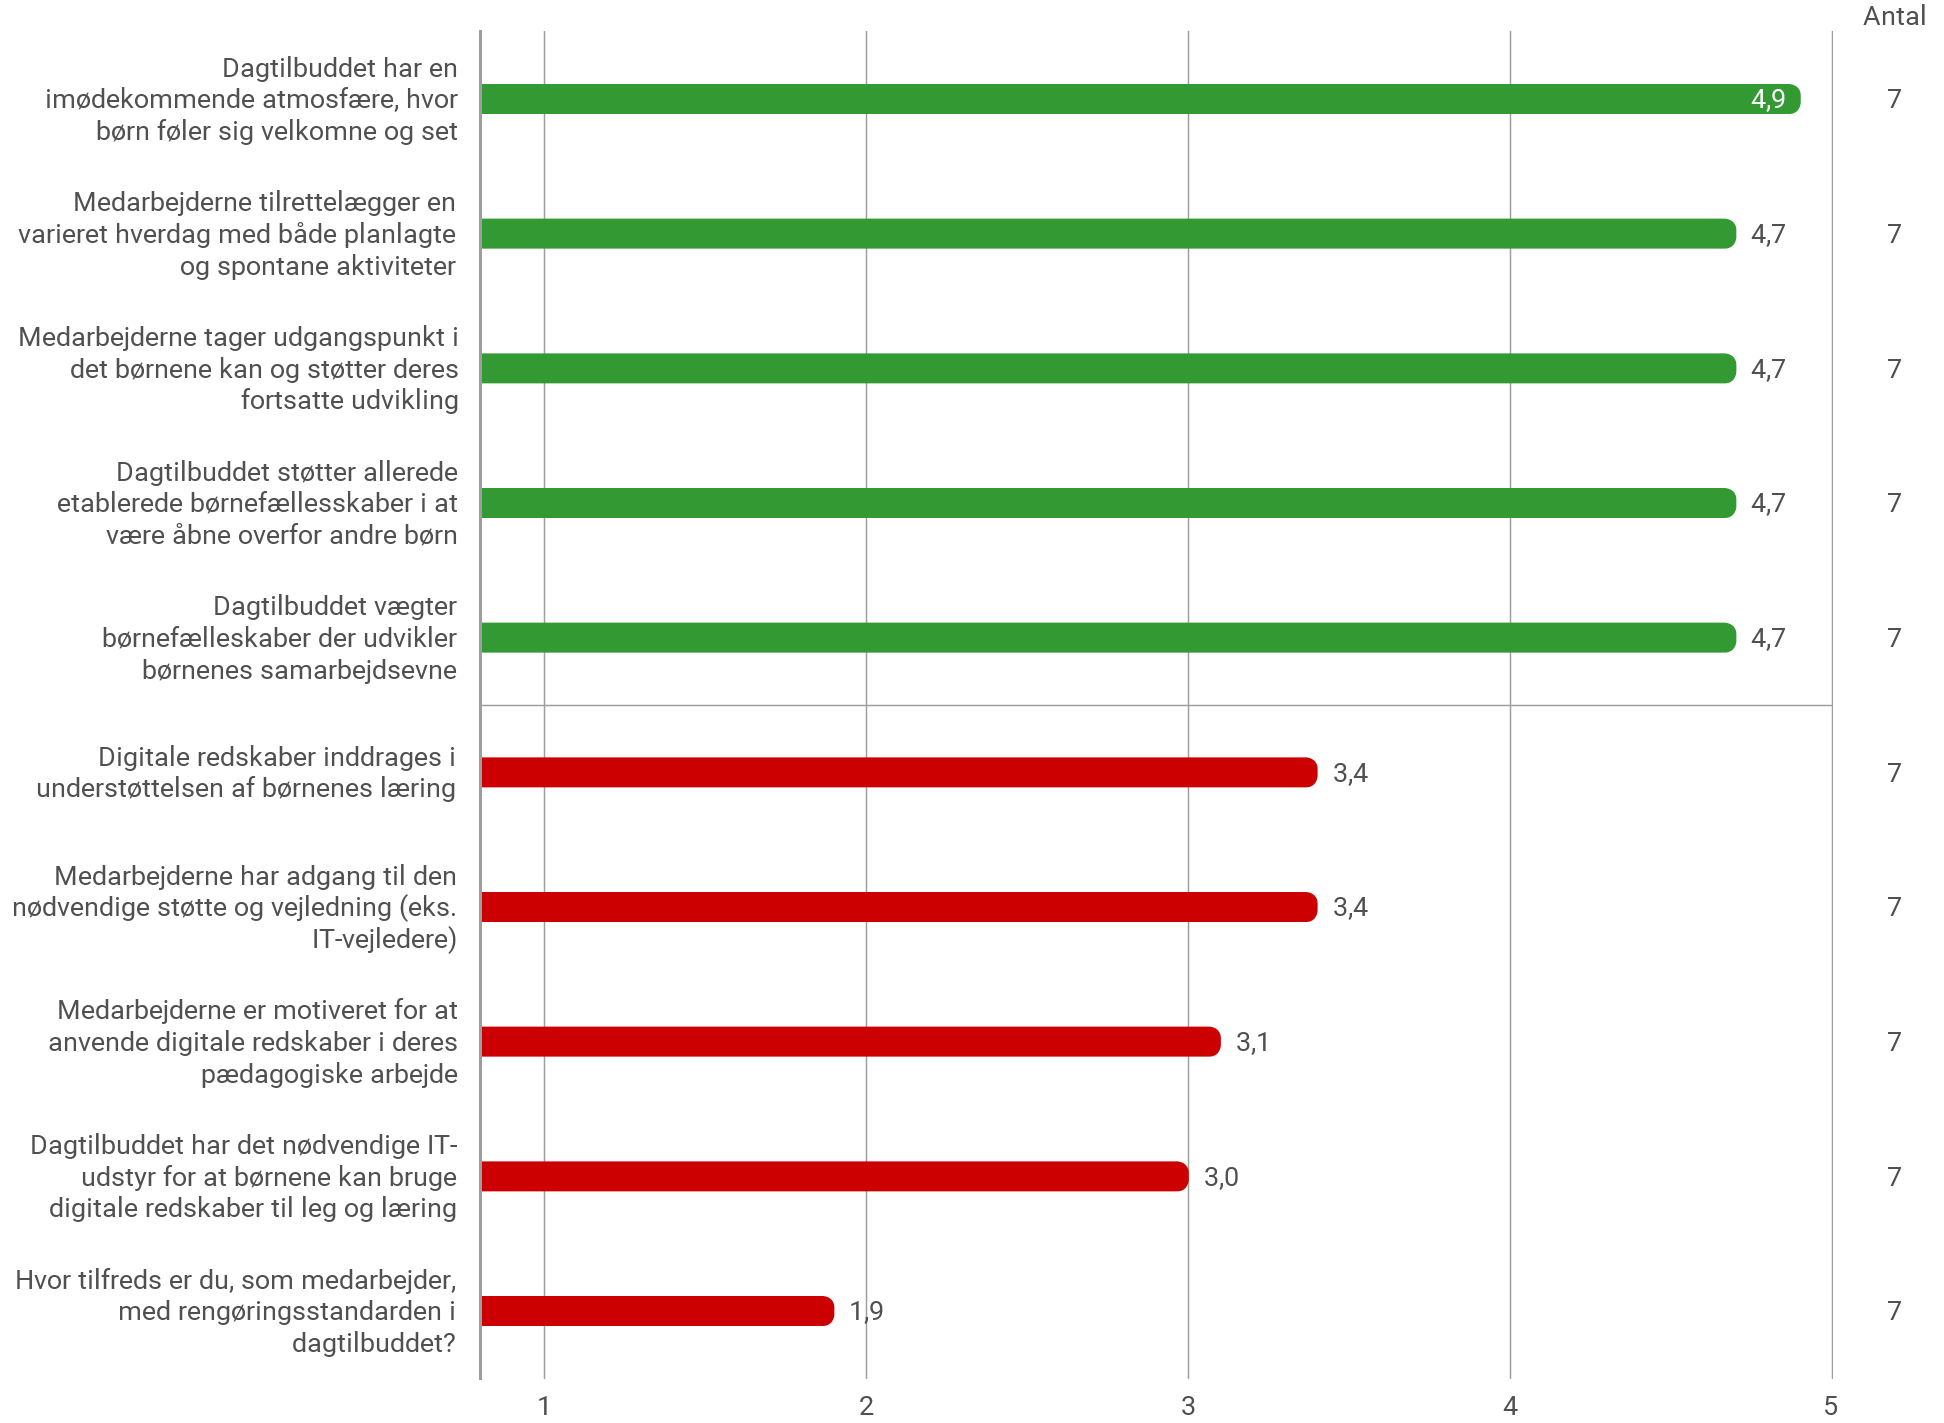 Antal
Dagtilbuddet har en
imødekommende atmosfære, hvor
børn føler sig velkomne og set
4,9
7
Medarbejderne tilrettelægger en
varieret hverdag med både planlagte
og spontane aktiviteter
4,7
7
Medarbejderne tager udgangspunkt i
det børnene kan og støtter deres
fortsatte udvikling
4,7
7
Dagtilbuddet støtter allerede
etablerede børnefællesskaber i at
være åbne overfor andre børn
4,7
7
Dagtilbuddet vægter
børnefælleskaber der udvikler
børnenes samarbejdsevne
4,7
7
Digitale redskaber inddrages i
understøttelsen af børnenes læring
3,4
7
Medarbejderne har adgang til den
nødvendige støtte og vejledning (eks.
IT-vejledere)
3,4
7
Medarbejderne er motiveret for at
anvende digitale redskaber i deres
pædagogiske arbejde
3,1
7
Dagtilbuddet har det nødvendige IT-
udstyr for at børnene kan bruge
digitale redskaber til leg og læring
3,0
7
Hvor tilfreds er du, som medarbejder,
med rengøringsstandarden i
dagtilbuddet?
1,9
7
1 2 3 4 5